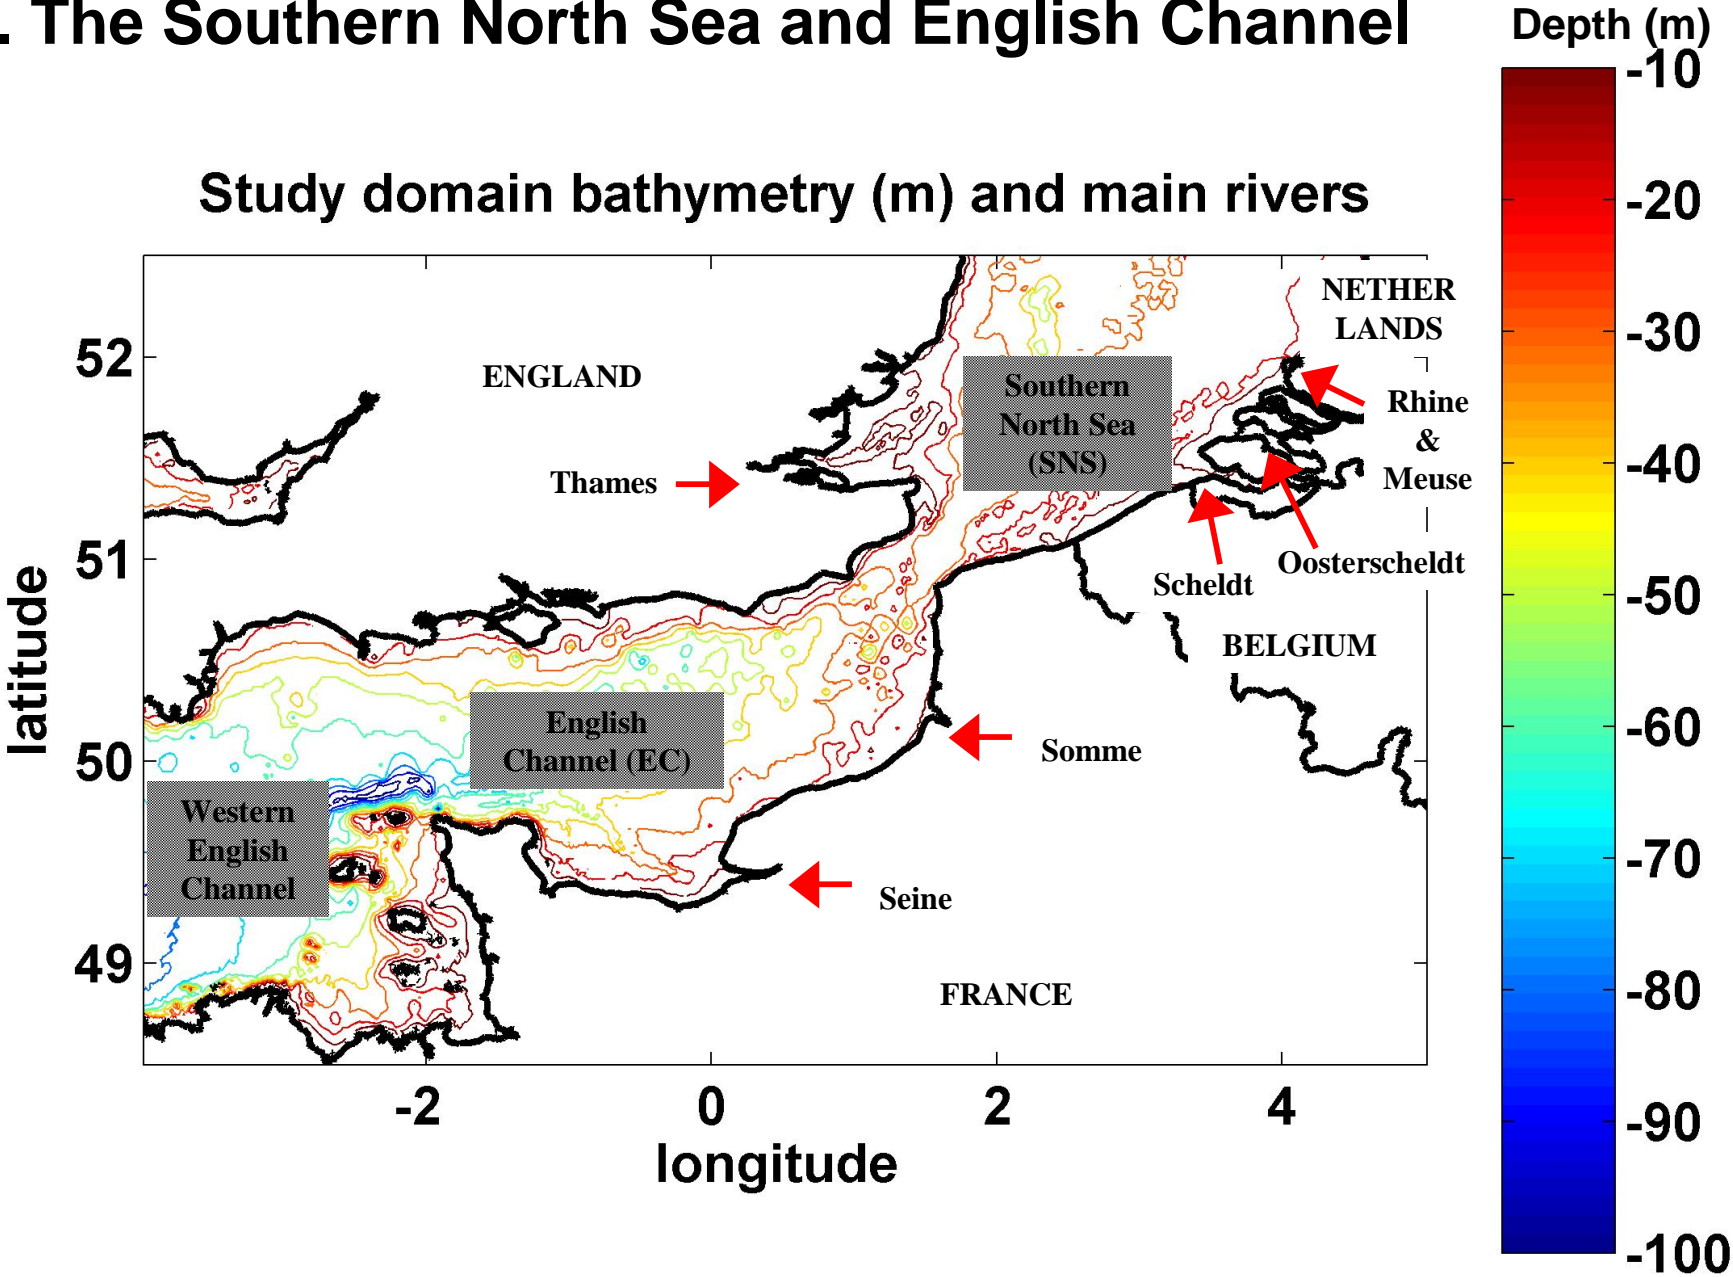 . The Southern North Sea and English Channel
Depth (m)
Study domain bathymetry (m) and main rivers
-10
-20
-30
-40
-50
-60
-70
-80
-90
-100
latitude
52
51
50
49
-2
0
2
4
longitude
ENGLAND
NETHER
LANDS
Southern
North Sea
(SNS)
Rhine
&
Meuse
Thames
Scheldt
Oosterscheldt
BELGIUM
English
Channel (EC)
Somme
Western
English
Channel
Seine
FRANCE